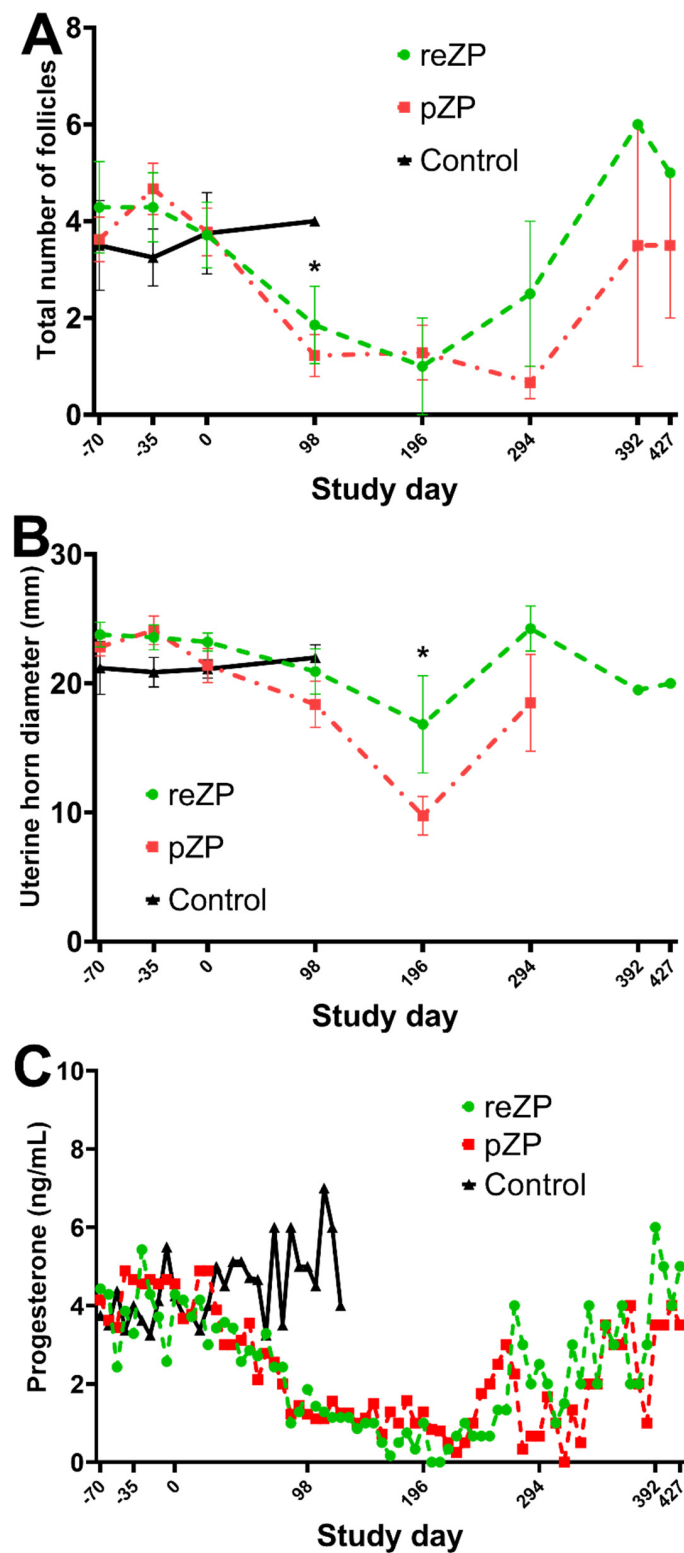 A
Total number of follicles
8
6
4
2
0
reZP
pZP
Control
*
-70 -35 0 98 196 294 392 427
Study day
B
Uterine horn diameter (mm)
30
20
10
0
*
reZP
pZP
Control
-70 -35 0 98 196 294 392 427
Study day
C
Progesterone (ng/mL)
10
8
6
4
2
0
reZP
pZP
Control
-70 -35 0 98 196 294 392 427
Study day